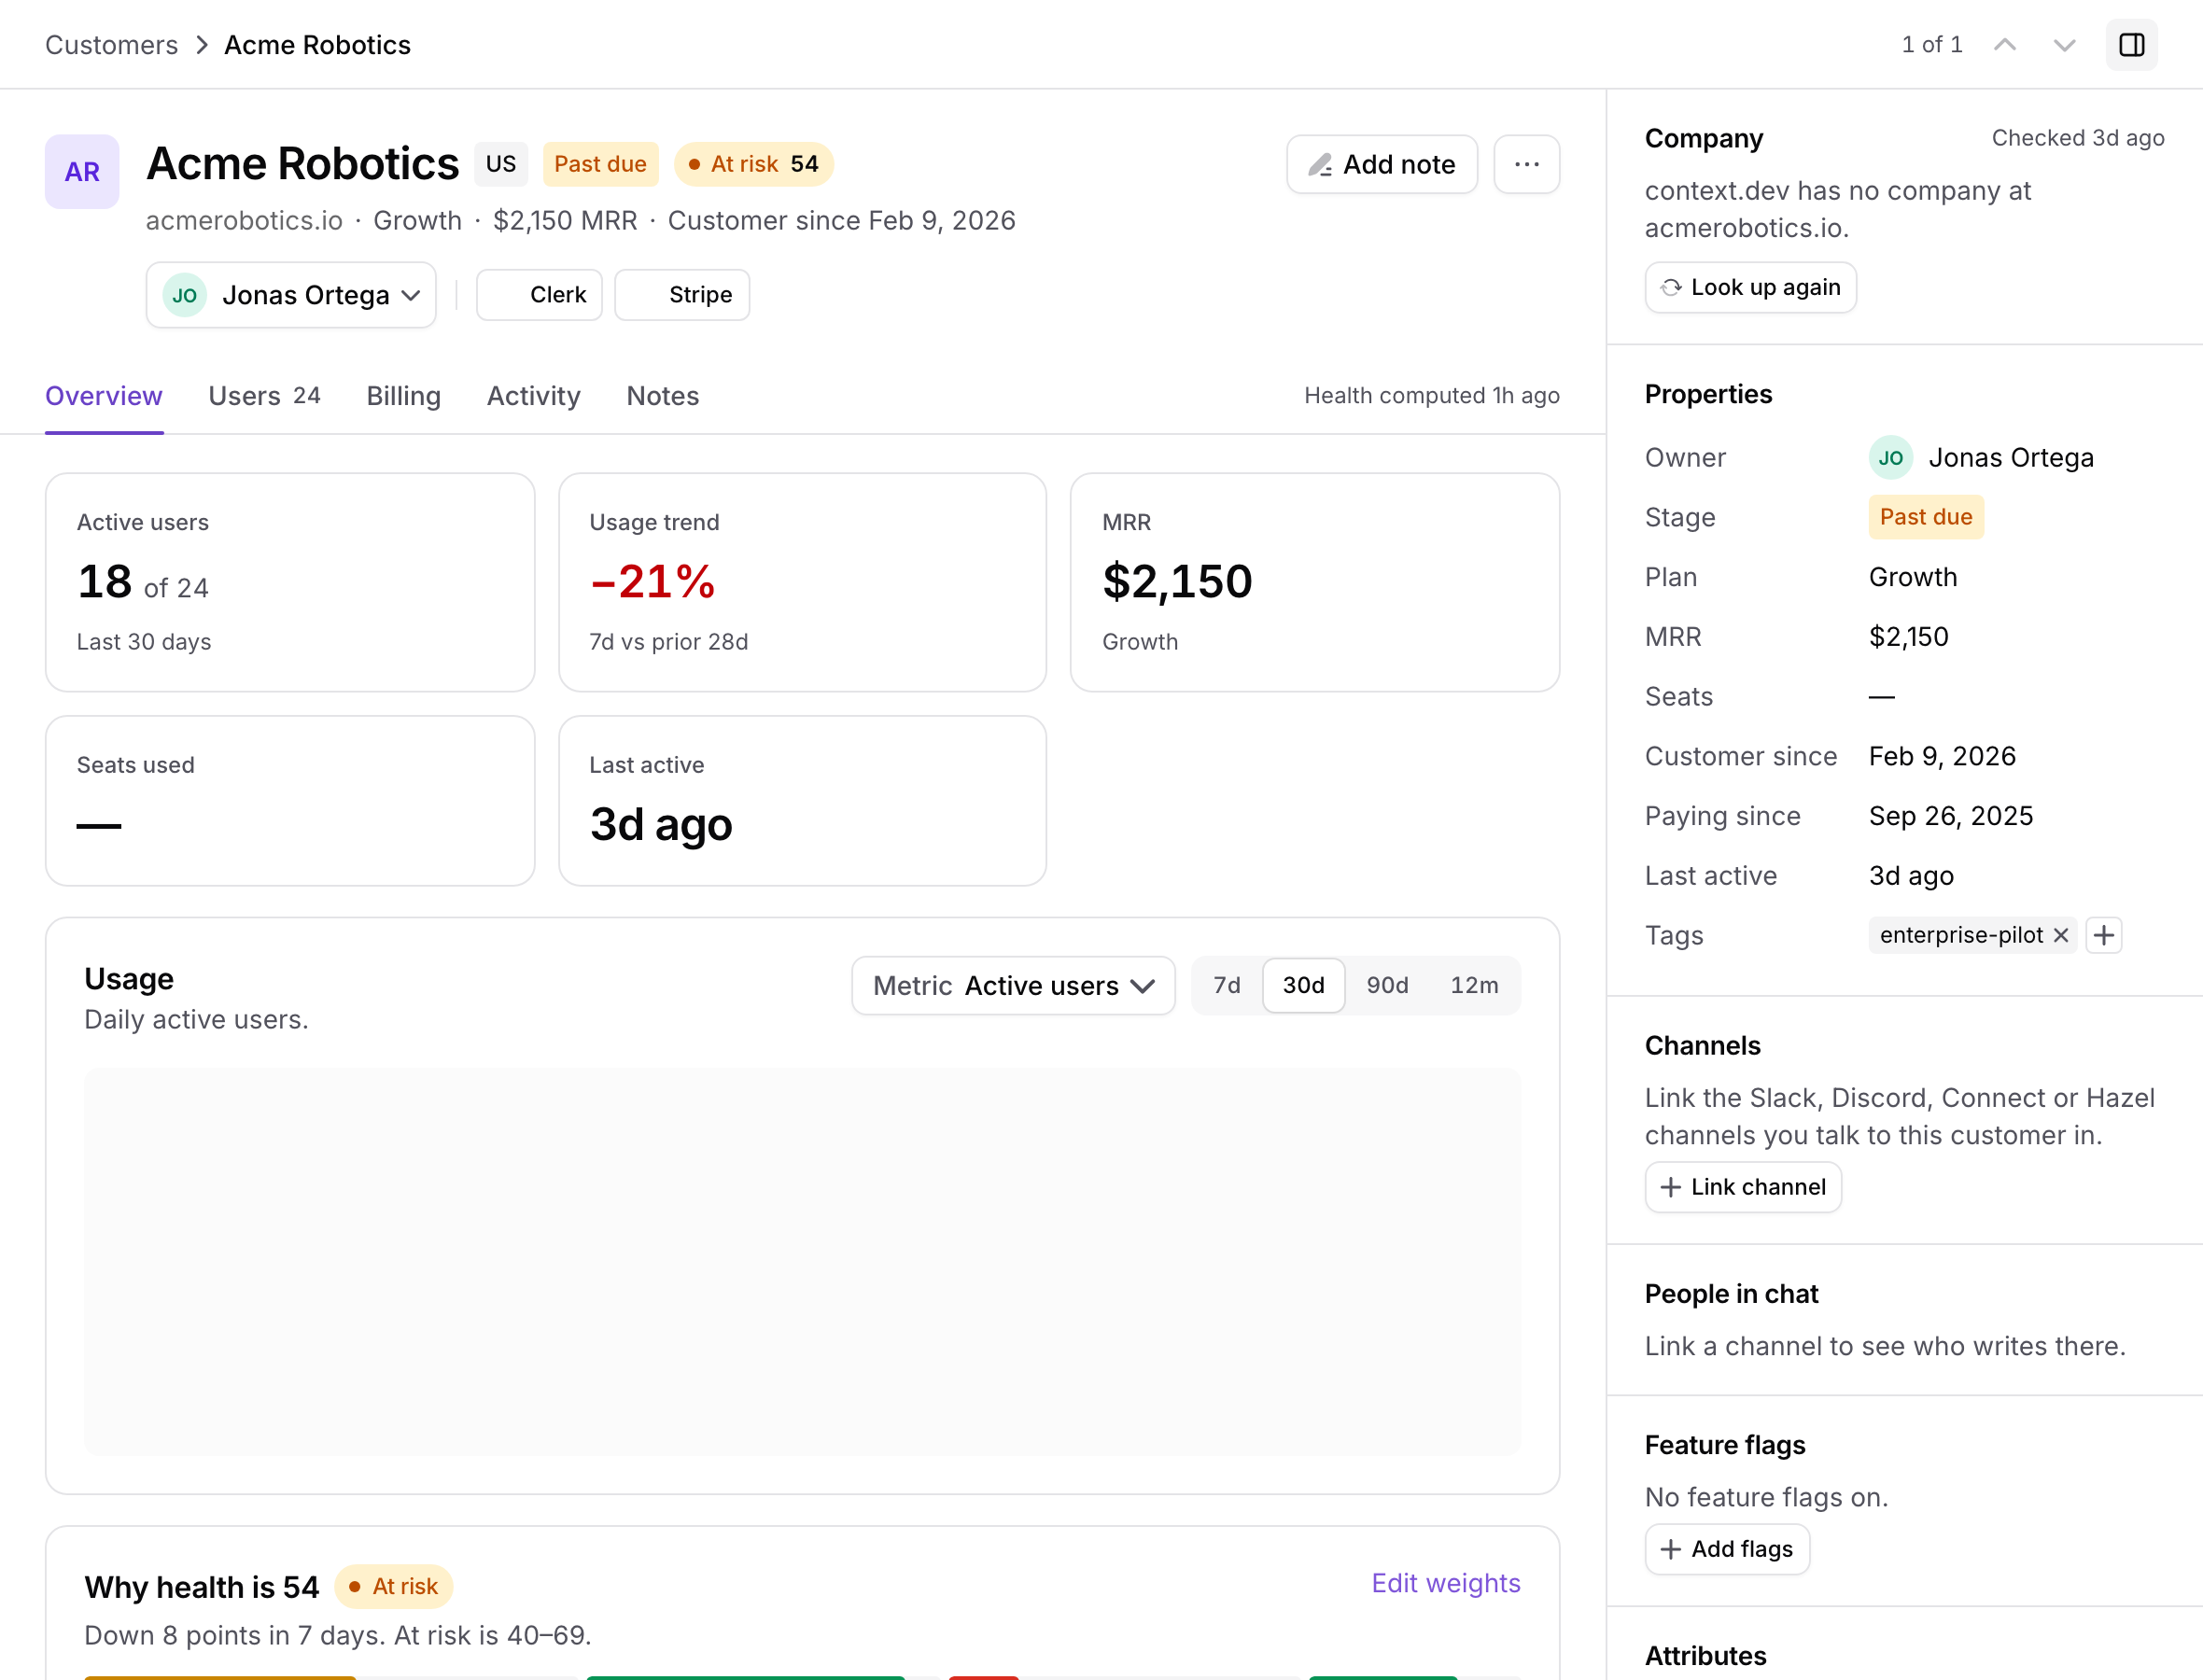 Customers > Acme Robotics
1 of 1
AR
Acme Robotics US Past due At risk 54
Add note
acmerobotics.io · Growth · $2,150 MRR · Customer since Feb 9, 2026
JO Jonas Ortega
Clerk
Stripe
Overview
Users 24
Billing
Activity
Notes
Health computed 1h ago
Active users
18 of 24
Last 30 days
Usage trend
−21%
7d vs prior 28d
MRR
$2,150
Growth
Seats used
—
Last active
3d ago
Usage
Daily active users.
Metric Active users
7d 30d 90d 12m
Why health is 54 At risk
Edit weights
Down 8 points in 7 days. At risk is 40–69.
Company
Checked 3d ago
context.dev has no company at
acmerobotics.io.
Look up again
Properties
Owner JO Jonas Ortega
Stage Past due
Plan Growth
MRR $2,150
Seats —
Customer since Feb 9, 2026
Paying since Sep 26, 2025
Last active 3d ago
Tags enterprise-pilot
Channels
Link the Slack, Discord, Connect or Hazel
channels you talk to this customer in.
Link channel
People in chat
Link a channel to see who writes there.
Feature flags
No feature flags on.
Add flags
Attributes